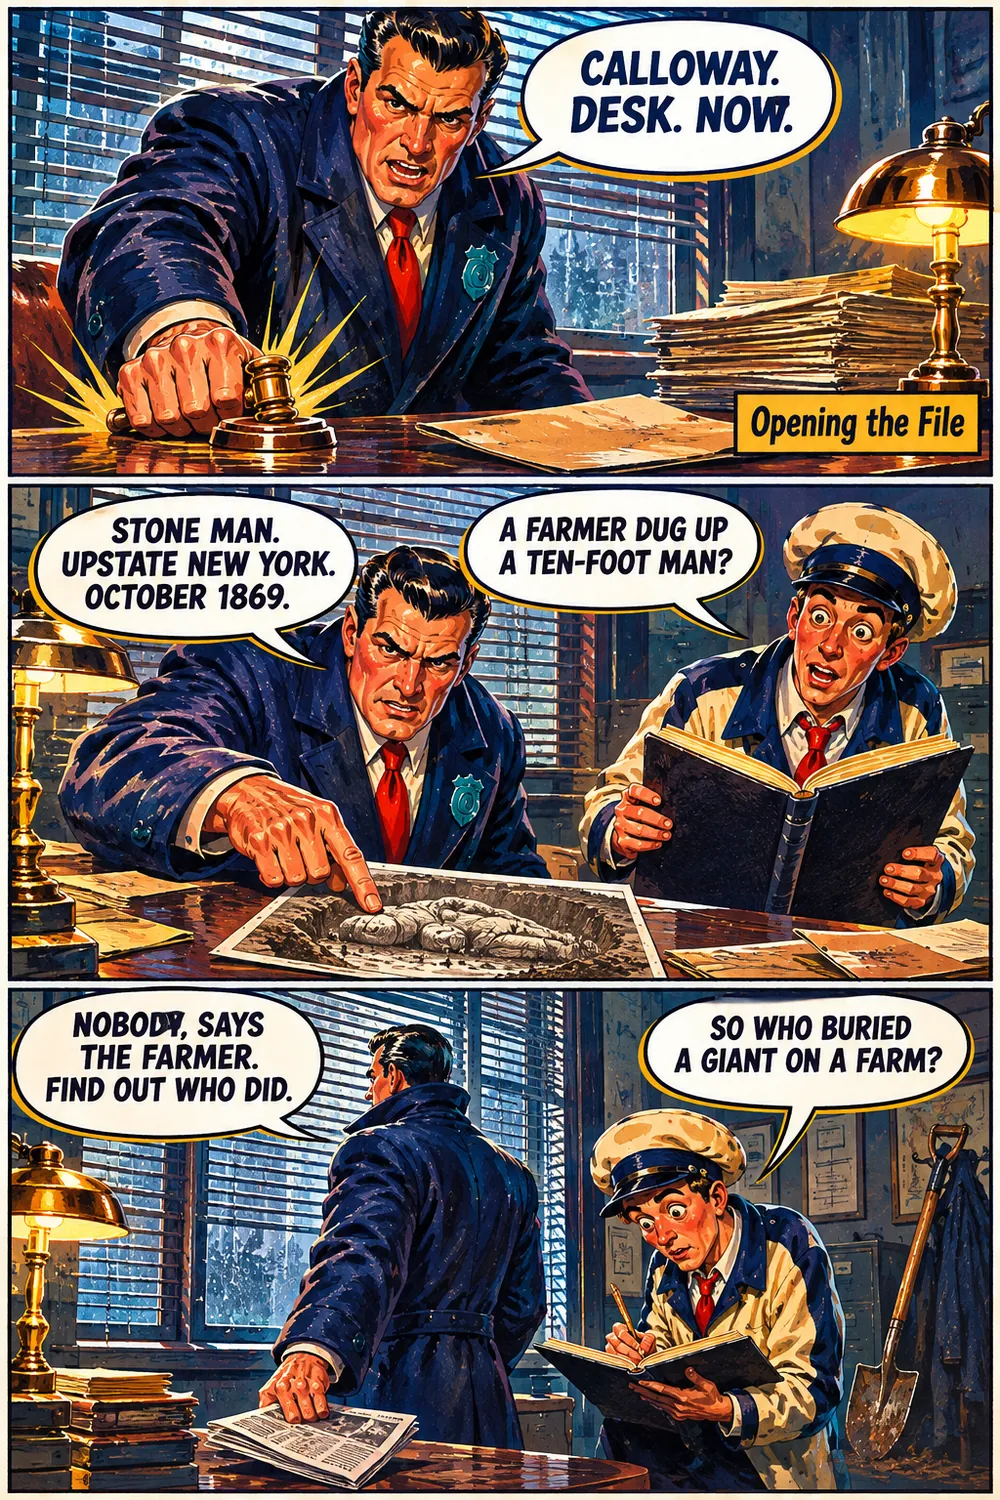 CALLOWAY.
DESK. NOW.
Opening the File
STONE MAN.
UPSTATE NEW YORK.
OCTOBER 1869.
A FARMER DUG UP
A TEN-FOOT MAN?
NOBODY, SAYS
THE FARMER.
FIND OUT WHO DID.
SO WHO BURIED
A GIANT ON A FARM?